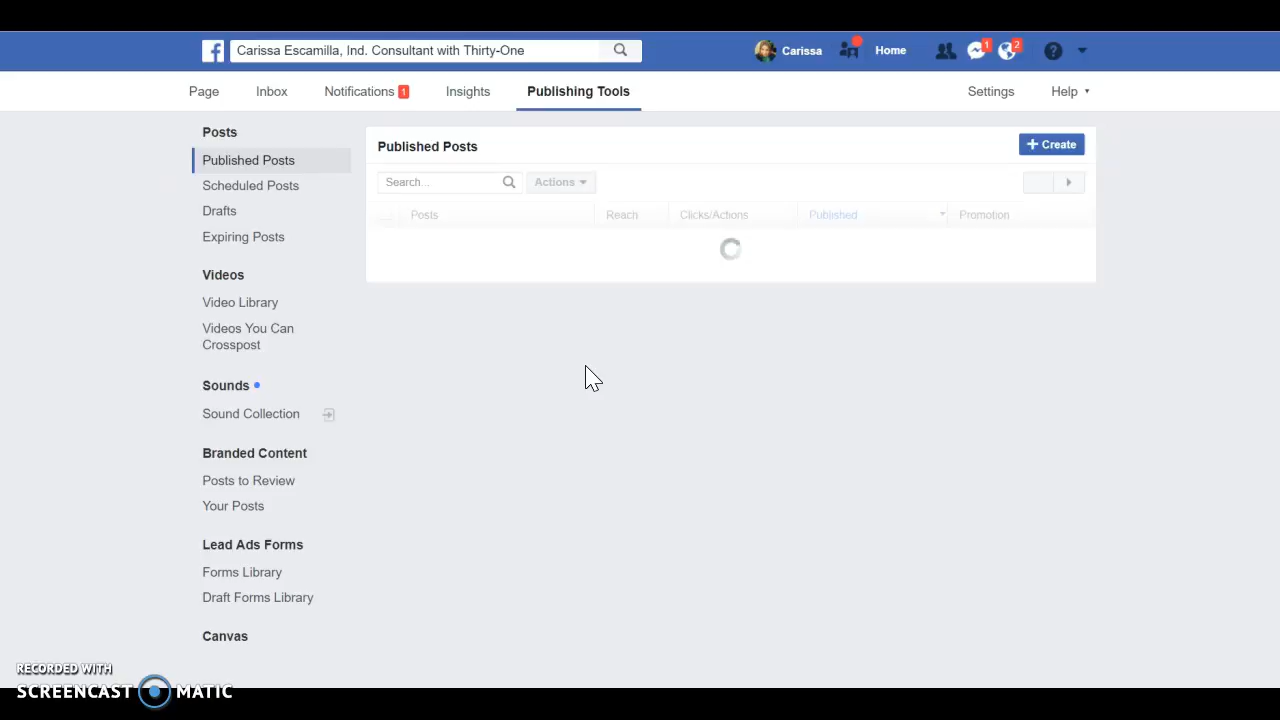 f Carissa Escamilla, Ind. Consultant with Thirty-One Carissa Home 1 2 ?
Page Inbox Notifications 1 Insights Publishing Tools Settings Help
Posts
Published Posts
Scheduled Posts
Drafts
Expiring Posts
Videos
Video Library
Videos You Can
Crosspost
Sounds
Sound Collection
Branded Content
Posts to Review
Your Posts
Lead Ads Forms
Forms Library
Draft Forms Library
Canvas
Published Posts + Create
Search... Actions
Posts Reach Clicks/Actions Published Promotion
RECORDED WITH
SCREENCAST MATIC